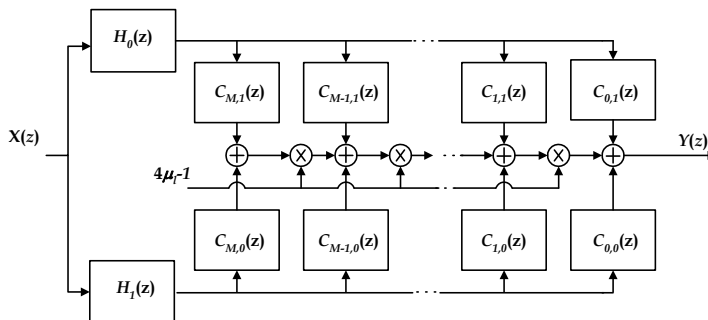 H0(z)
CM,1(z) CM-1,1(z) C1,1(z) C0,1(z)
X(z) Y(z)
4μl-1
CM,0(z) CM-1,0(z) C1,0(z) C0,0(z)
H1(z)